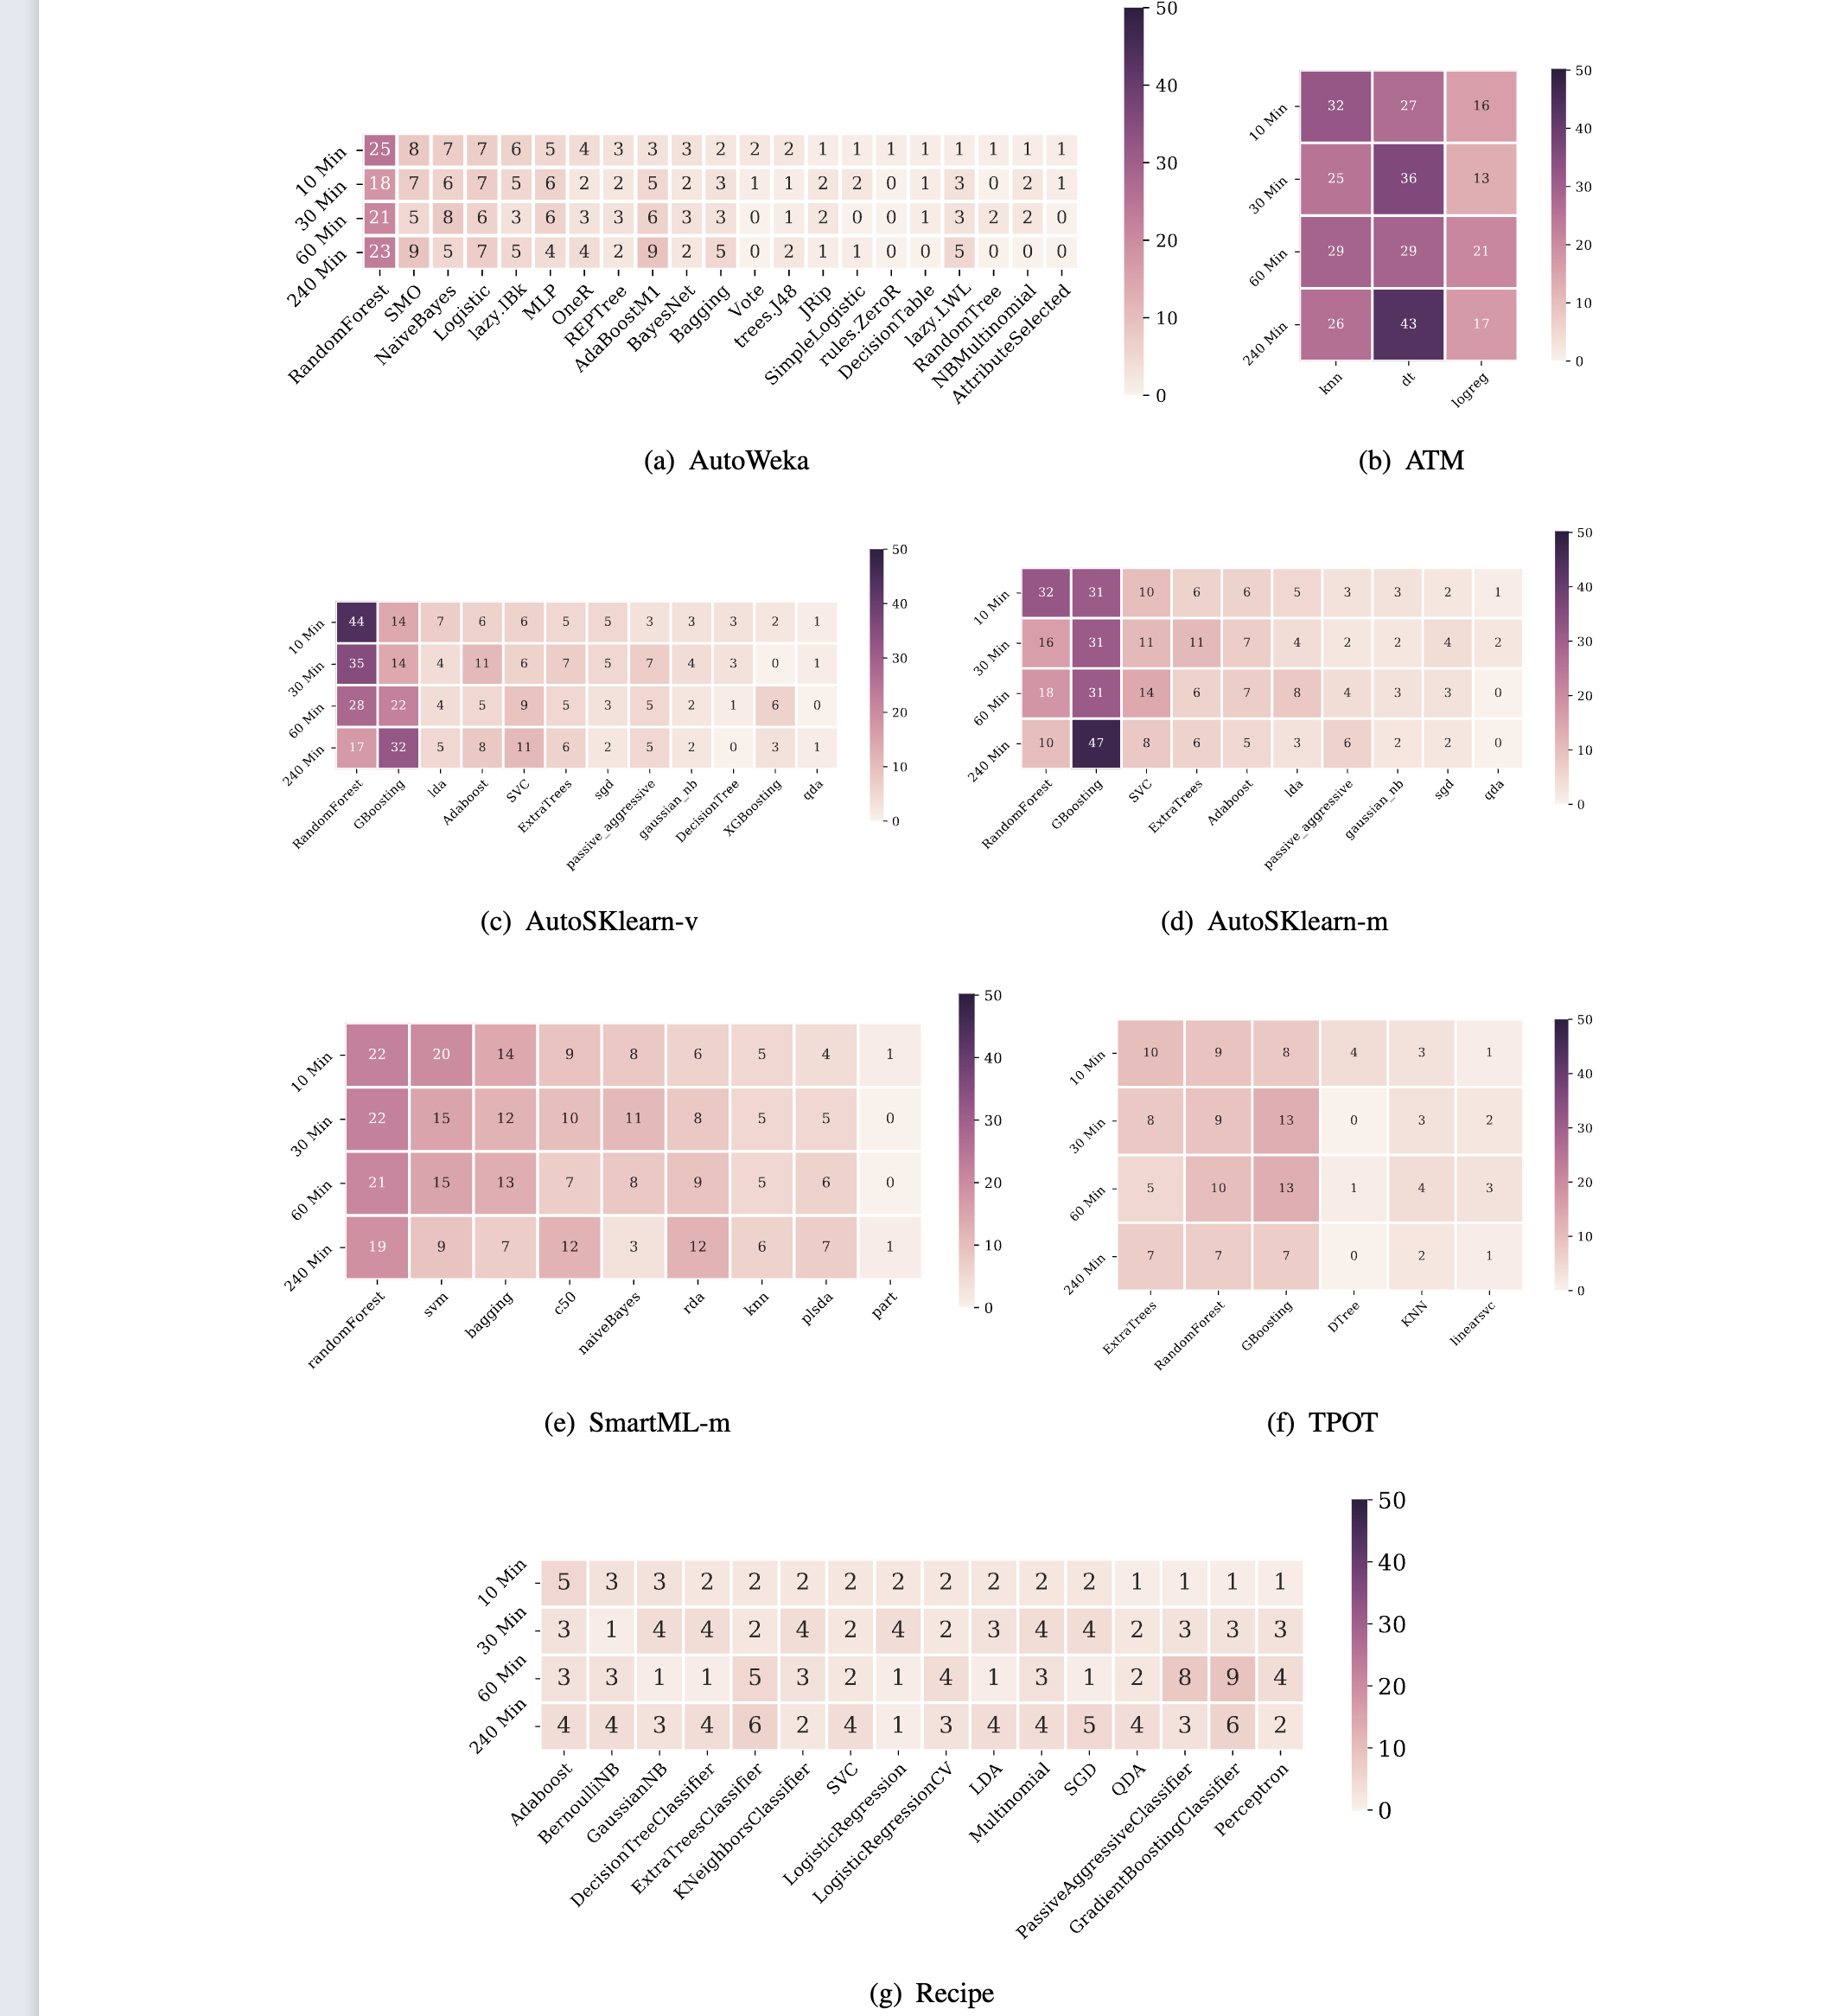 50
40
30
20
10
0
10 Min 25 8 7 7 6 5 4 3 3 3 2 2 2 1 1 1 1 1 1 1 1
30 Min 18 7 6 7 5 6 2 2 5 2 3 1 1 2 2 0 1 3 0 2 1
60 Min 21 5 8 6 3 6 3 3 6 3 3 0 1 2 0 0 1 3 2 2 0
240 Min 23 9 5 7 5 4 4 2 9 2 5 0 2 1 1 0 0 5 0 0 0
RandomForest SMO NaiveBayes Logistic lazy.IBk MLP OneR REPTree AdaBoostM1 BayesNet Bagging Vote trees.J48 JRip SimpleLogistic rules.ZeroR DecisionTable lazy.LWL RandomTree NBMultinomial AttributeSelected
(a) AutoWeka
50
40
30
20
10
0
10 Min 32 27 16
30 Min 25 36 13
60 Min 29 29 21
240 Min 26 43 17
knn dt logreg
(b) ATM
50
40
30
20
10
0
10 Min 44 14 7 6 6 5 5 3 3 3 2 1
30 Min 35 14 4 11 6 7 5 7 4 3 0 1
60 Min 28 22 4 5 9 5 3 5 2 1 6 0
240 Min 17 32 5 8 11 6 2 5 2 0 3 1
RandomForest GBoosting lda Adaboost SVC ExtraTrees sgd passive_aggressive gaussian_nb DecisionTree XGBoosting qda
(c) AutoSKlearn-v
50
40
30
20
10
0
10 Min 32 31 10 6 6 5 3 3 2 1
30 Min 16 31 11 11 7 4 2 2 4 2
60 Min 18 31 14 6 7 8 4 3 3 0
240 Min 10 47 8 6 5 3 6 2 2 0
RandomForest GBoosting SVC ExtraTrees Adaboost lda passive_aggressive gaussian_nb sgd qda
(d) AutoSKlearn-m
50
40
30
20
10
0
10 Min 22 20 14 9 8 6 5 4 1
30 Min 22 15 12 10 11 8 5 5 0
60 Min 21 15 13 7 8 9 5 6 0
240 Min 19 9 7 12 3 12 6 7 1
randomForest svm bagging c50 naiveBayes rda knn plsda part
(e) SmartML-m
50
40
30
20
10
0
10 Min 10 9 8 4 3 1
30 Min 8 9 13 0 3 2
60 Min 5 10 13 1 4 3
240 Min 7 7 7 0 2 1
ExtraTrees RandomForest GBoosting DTree KNN linearsvc
(f) TPOT
50
40
30
20
10
0
10 Min 5 3 3 2 2 2 2 2 2 2 2 2 1 1 1 1
30 Min 3 1 4 4 2 4 2 4 2 3 4 4 2 3 3 3
60 Min 3 3 1 1 5 3 2 1 4 1 3 1 2 8 9 4
240 Min 4 4 3 4 6 2 4 1 3 4 4 5 4 3 6 2
Adaboost BernoulliNB GaussianNB DecisionTreeClassifier ExtraTreesClassifier KNeighborsClassifier SVC LogisticRegression LogisticRegressionCV LDA Multinomial SGD QDA PassiveAggressiveClassifier GradientBoostingClassifier Perceptron
(g) Recipe